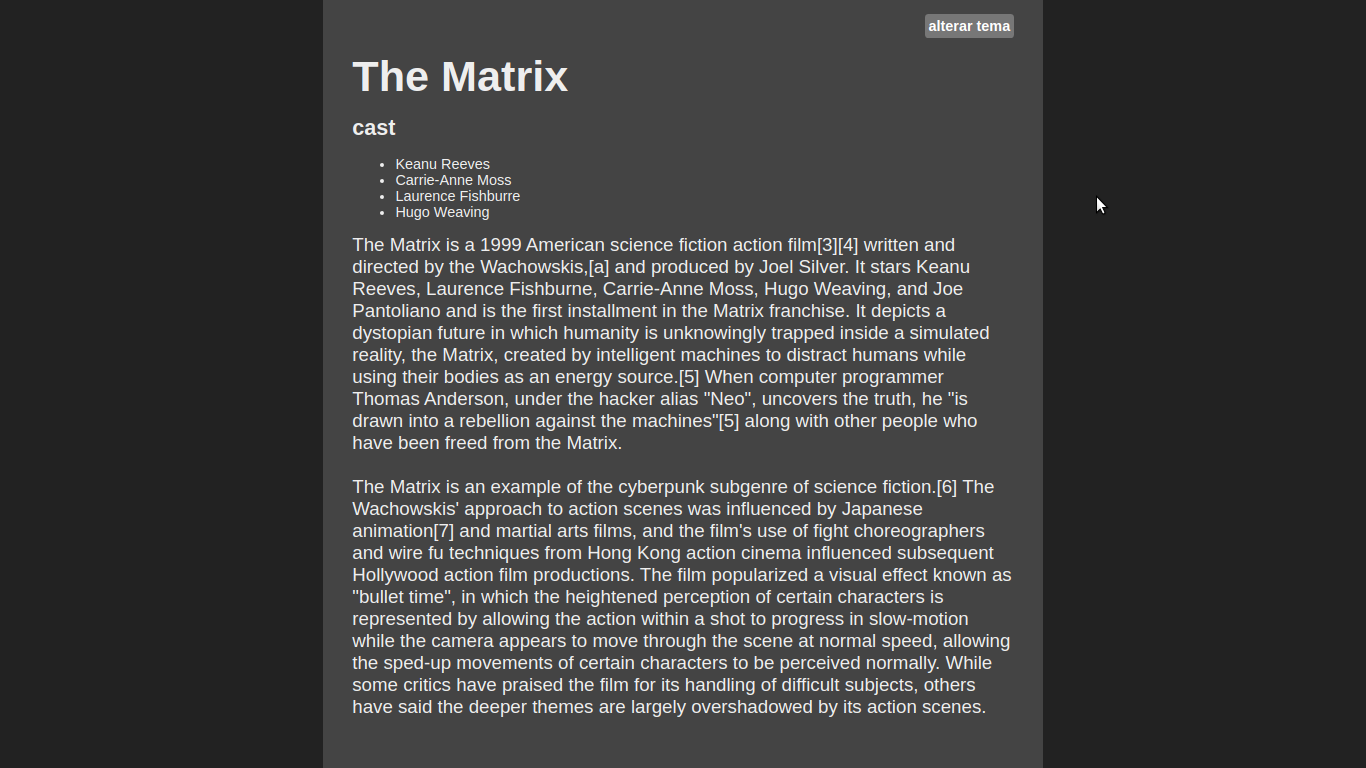 alterar tema
The Matrix
cast
Keanu Reeves
Carrie-Anne Moss
Laurence Fishburre
Hugo Weaving
The Matrix is a 1999 American science fiction action film[3][4] written and
directed by the Wachowskis,[a] and produced by Joel Silver. It stars Keanu
Reeves, Laurence Fishburne, Carrie-Anne Moss, Hugo Weaving, and Joe
Pantoliano and is the first installment in the Matrix franchise. It depicts a
dystopian future in which humanity is unknowingly trapped inside a simulated
reality, the Matrix, created by intelligent machines to distract humans while
using their bodies as an energy source.[5] When computer programmer
Thomas Anderson, under the hacker alias "Neo", uncovers the truth, he "is
drawn into a rebellion against the machines"[5] along with other people who
have been freed from the Matrix.
The Matrix is an example of the cyberpunk subgenre of science fiction.[6] The
Wachowskis' approach to action scenes was influenced by Japanese
animation[7] and martial arts films, and the film's use of fight choreographers
and wire fu techniques from Hong Kong action cinema influenced subsequent
Hollywood action film productions. The film popularized a visual effect known as
"bullet time", in which the heightened perception of certain characters is
represented by allowing the action within a shot to progress in slow-motion
while the camera appears to move through the scene at normal speed, allowing
the sped-up movements of certain characters to be perceived normally. While
some critics have praised the film for its handling of difficult subjects, others
have said the deeper themes are largely overshadowed by its action scenes.